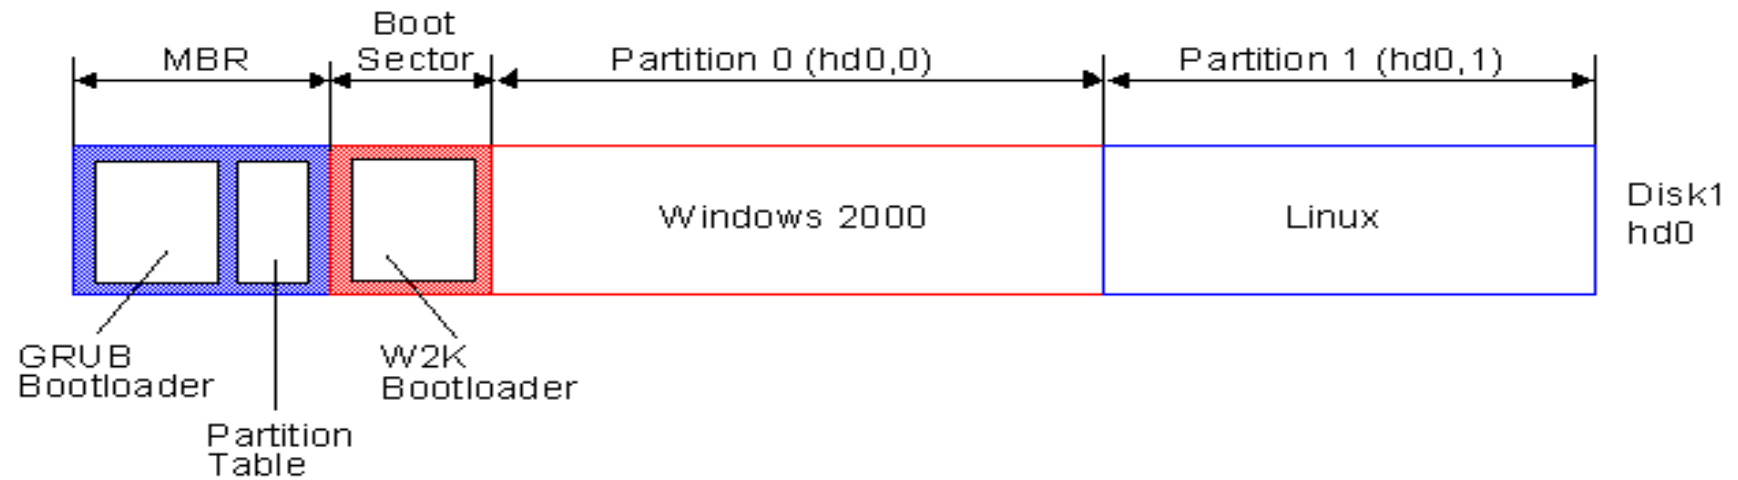 Boot
MBR
Sector
Partition 0 (hd0,0)
Partition 1 (hd0,1)
Windows 2000
Linux
Disk1
hd0
GRUB
Bootloader
W2K
Bootloader
Partition
Table